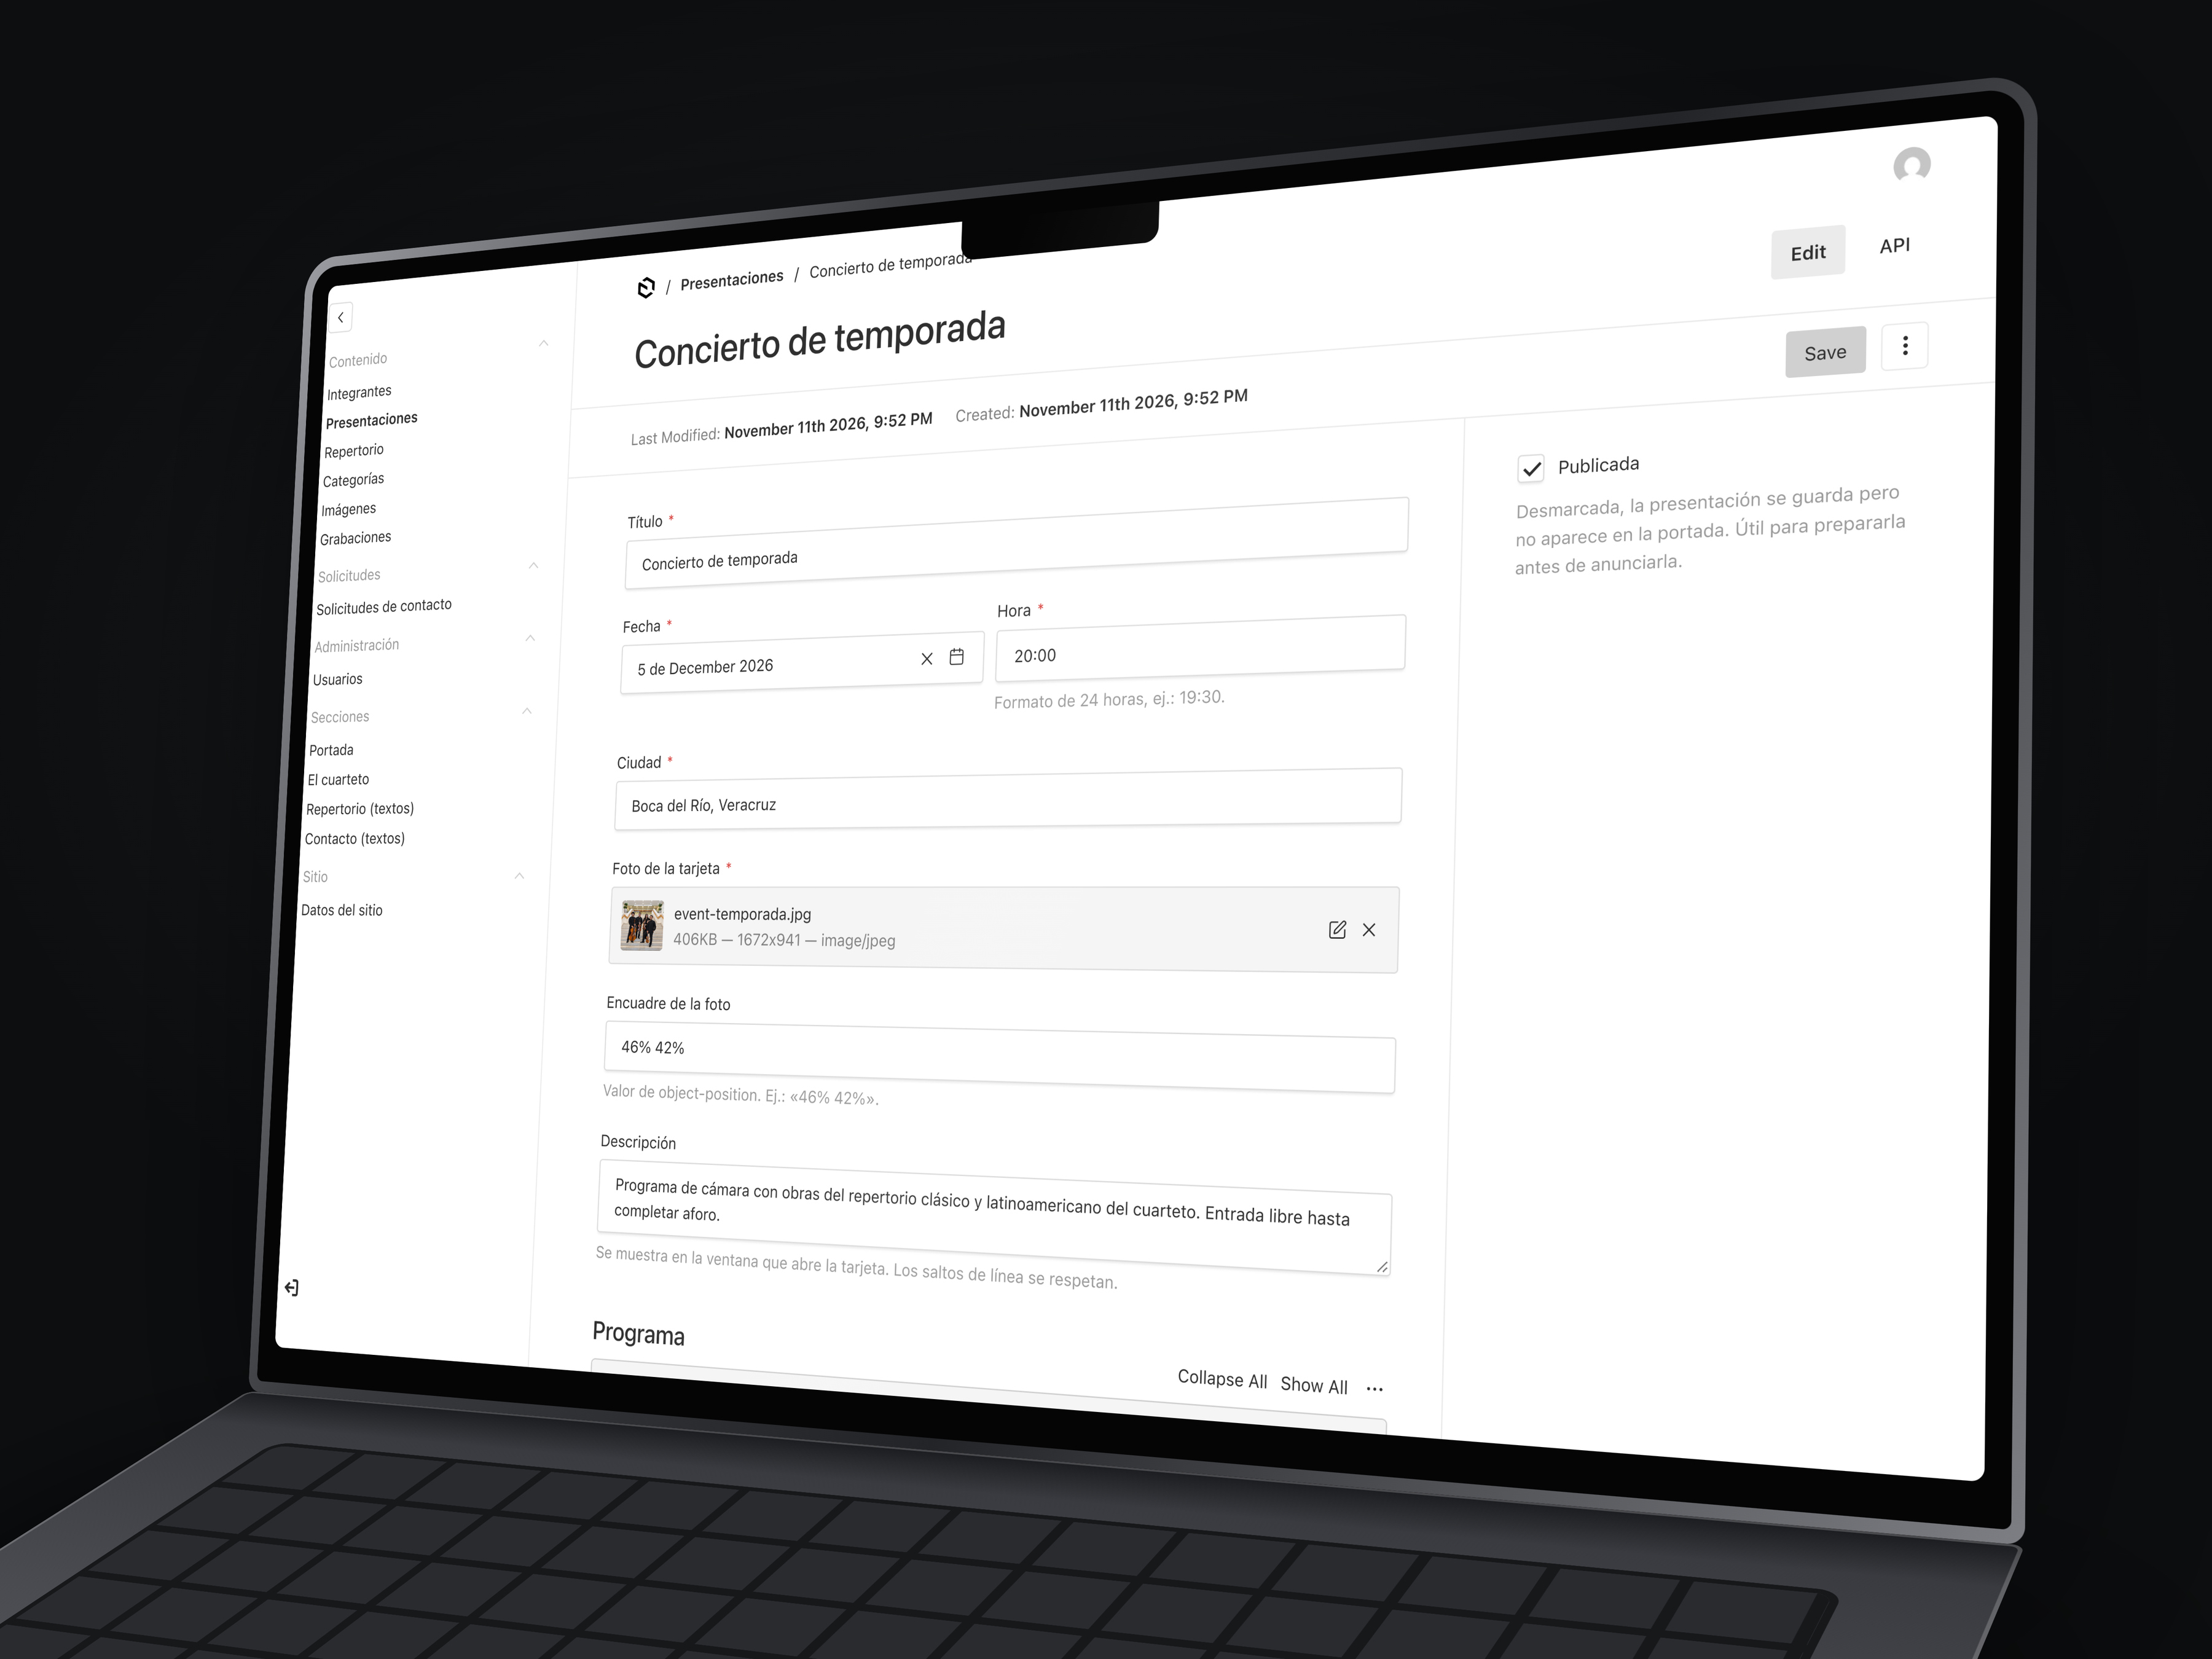 Contenido
Integrantes
Presentaciones
Repertorio
Categorías
Imágenes
Grabaciones
Solicitudes
Solicitudes de contacto
Administración
Usuarios
Secciones
Portada
El cuarteto
Repertorio (textos)
Contacto (textos)
Sitio
Datos del sitio
/ Presentaciones / Concierto de temporada
Concierto de temporada
Edit API
Last Modified: November 11th 2026, 9:52 PM Created: November 11th 2026, 9:52 PM
Save
Título *
Concierto de temporada
Fecha *
5 de December 2026
Hora *
20:00
Formato de 24 horas, ej.: 19:30.
Ciudad *
Boca del Río, Veracruz
Foto de la tarjeta *
event-temporada.jpg
406KB — 1672x941 — image/jpeg
Encuadre de la foto
46% 42%
Valor de object-position. Ej.: «46% 42%».
Descripción
Programa de cámara con obras del repertorio clásico y latinoamericano del cuarteto. Entrada libre hasta
completar aforo.
Se muestra en la ventana que abre la tarjeta. Los saltos de línea se respetan.
Programa
Collapse All Show All
Publicada
Desmarcada, la presentación se guarda pero
no aparece en la portada. Útil para prepararla
antes de anunciarla.